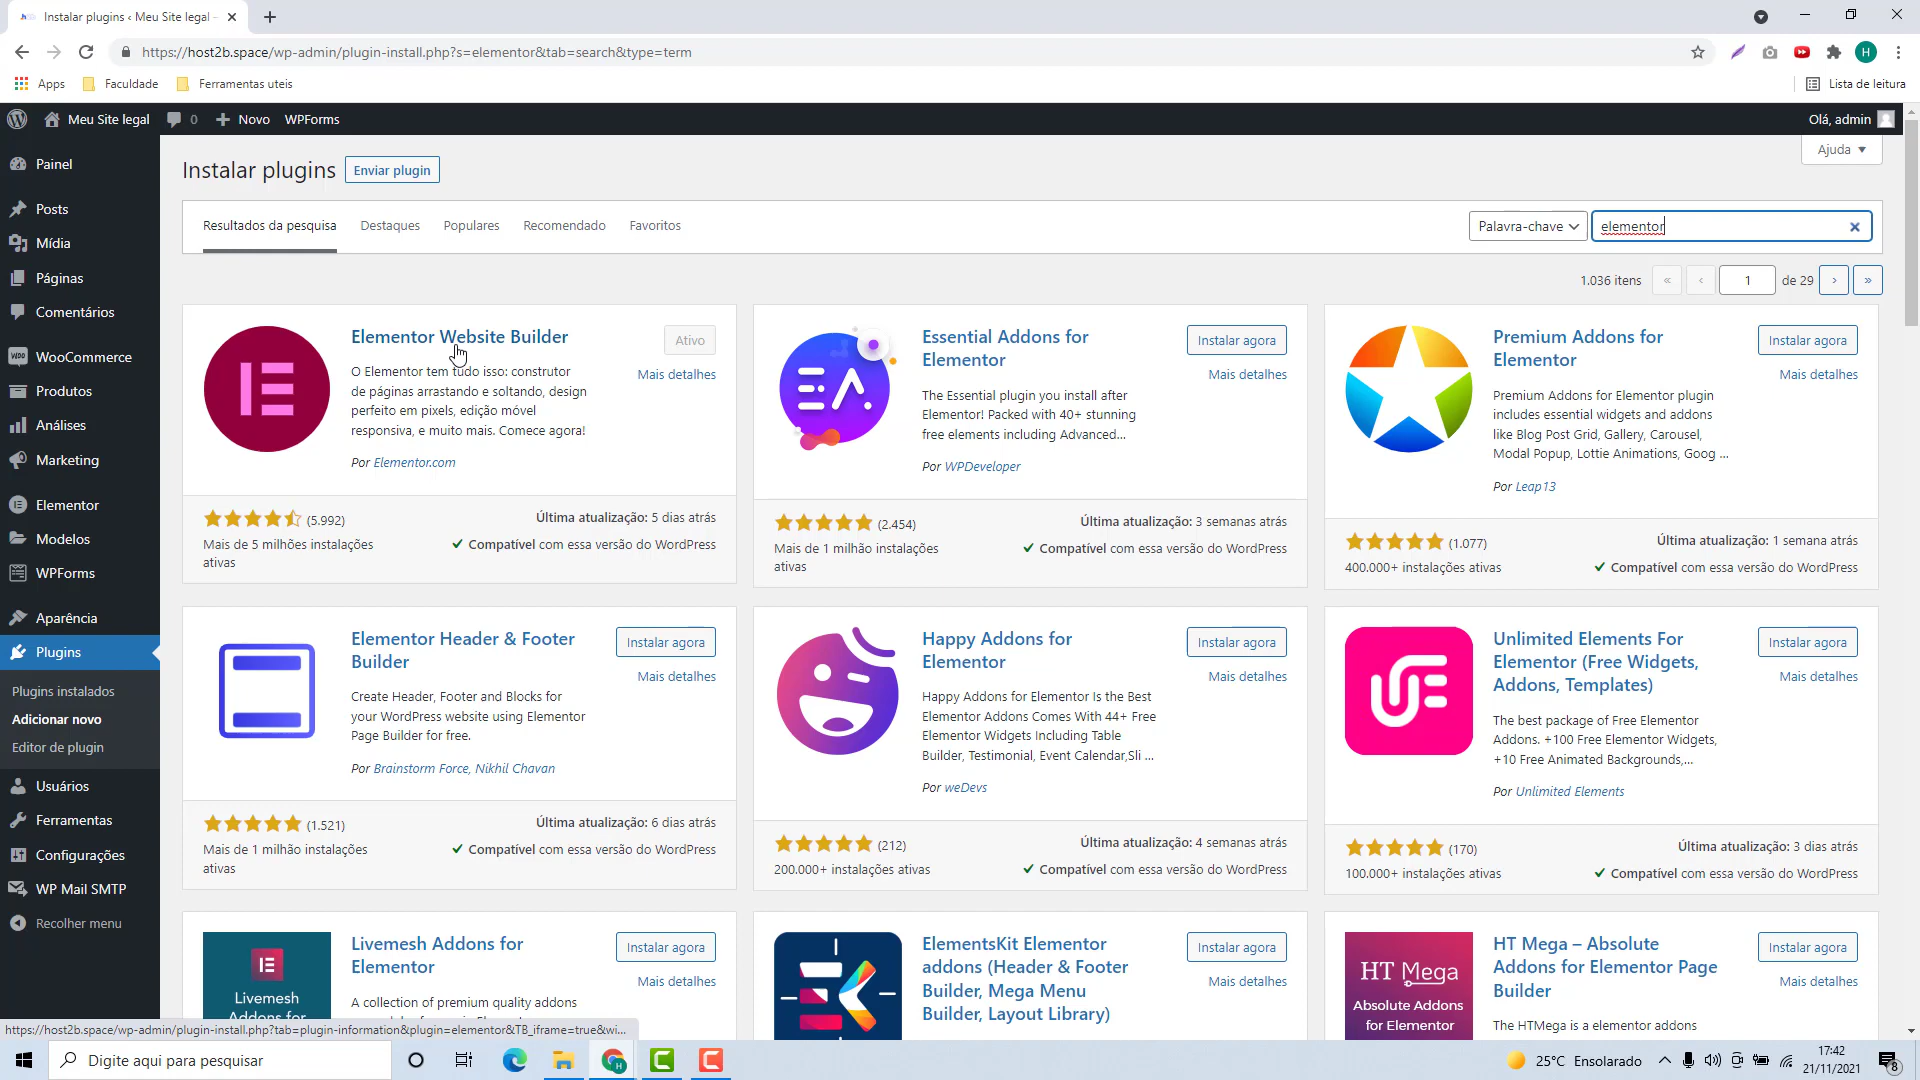 Instalar plugins ‹ Meu Site legal
https://host2b.space/wp-admin/plugin-install.php?s=elementor&tab=search&type=term
H
Apps
Faculdade
Ferramentas uteis
Lista de leitura
Meu Site legal
0
Novo
WPForms
Olá, admin
Painel
Posts
Mídia
Páginas
Comentários
WooCommerce
Produtos
Análises
Marketing
Elementor
Modelos
WPForms
Aparência
Plugins
Plugins instalados
Adicionar novo
Editor de plugin
Usuários
Ferramentas
Configurações
WP Mail SMTP
Recolher menu
Ajuda
Instalar plugins
Enviar plugin
Resultados da pesquisa
Destaques
Populares
Recomendado
Favoritos
Palavra-chave
elementor
1.036 itens
«
‹
1
de 29
›
»
Elementor Website Builder
Ativo
Mais detalhes
O Elementor tem tudo isso: construtor
de páginas arrastando e soltando, design
perfeito em pixels, edição móvel
responsiva, e muito mais. Comece agora!
Por Elementor.com
(5.992)
Mais de 5 milhões instalações
ativas
Última atualização: 5 dias atrás
Compatível com essa versão do WordPress
Essential Addons for
Elementor
Instalar agora
Mais detalhes
The Essential plugin you install after
Elementor! Packed with 40+ stunning
free elements including Advanced...
Por WPDeveloper
(2.454)
Mais de 1 milhão instalações
ativas
Última atualização: 3 semanas atrás
Compatível com essa versão do WordPress
Premium Addons for
Elementor
Instalar agora
Mais detalhes
Premium Addons for Elementor plugin
includes essential widgets and addons
like Blog Post Grid, Gallery, Carousel,
Modal Popup, Lottie Animations, Goog ...
Por Leap13
(1.077)
400.000+ instalações ativas
Última atualização: 1 semana atrás
Compatível com essa versão do WordPress
Elementor Header & Footer
Builder
Instalar agora
Mais detalhes
Create Header, Footer and Blocks for
your WordPress website using Elementor
Page Builder for free.
Por Brainstorm Force, Nikhil Chavan
(1.521)
Mais de 1 milhão instalações
ativas
Última atualização: 6 dias atrás
Compatível com essa versão do WordPress
Happy Addons for
Elementor
Instalar agora
Mais detalhes
Happy Addons for Elementor Is the Best
Elementor Addons Comes With 44+ Free
Elementor Widgets Including Table
Builder, Testimonial, Event Calendar,Sli ...
Por weDevs
(212)
200.000+ instalações ativas
Última atualização: 4 semanas atrás
Compatível com essa versão do WordPress
Unlimited Elements For
Elementor (Free Widgets,
Addons, Templates)
Instalar agora
Mais detalhes
The best package of Free Elementor
Addons. +100 Free Elementor Widgets,
+10 Free Animated Backgrounds,...
Por Unlimited Elements
(170)
100.000+ instalações ativas
Última atualização: 3 dias atrás
Compatível com essa versão do WordPress
Livemesh
Addons for
Livemesh Addons for
Elementor
Instalar agora
Mais detalhes
A collection of premium quality addons
ElementsKit Elementor
addons (Header & Footer
Builder, Mega Menu
Builder, Layout Library)
Instalar agora
Mais detalhes
HT Mega
Absolute Addons
for Elementor
HT Mega – Absolute
Addons for Elementor Page
Builder
Instalar agora
Mais detalhes
The HTMega is a elementor addons
https://host2b.space/wp-admin/plugin-install.php?tab=plugin-information&plugin=elementor&TB_iframe=true&wi...
Digite aqui para pesquisar
25°C Ensolarado
17:42
21/11/2021
8